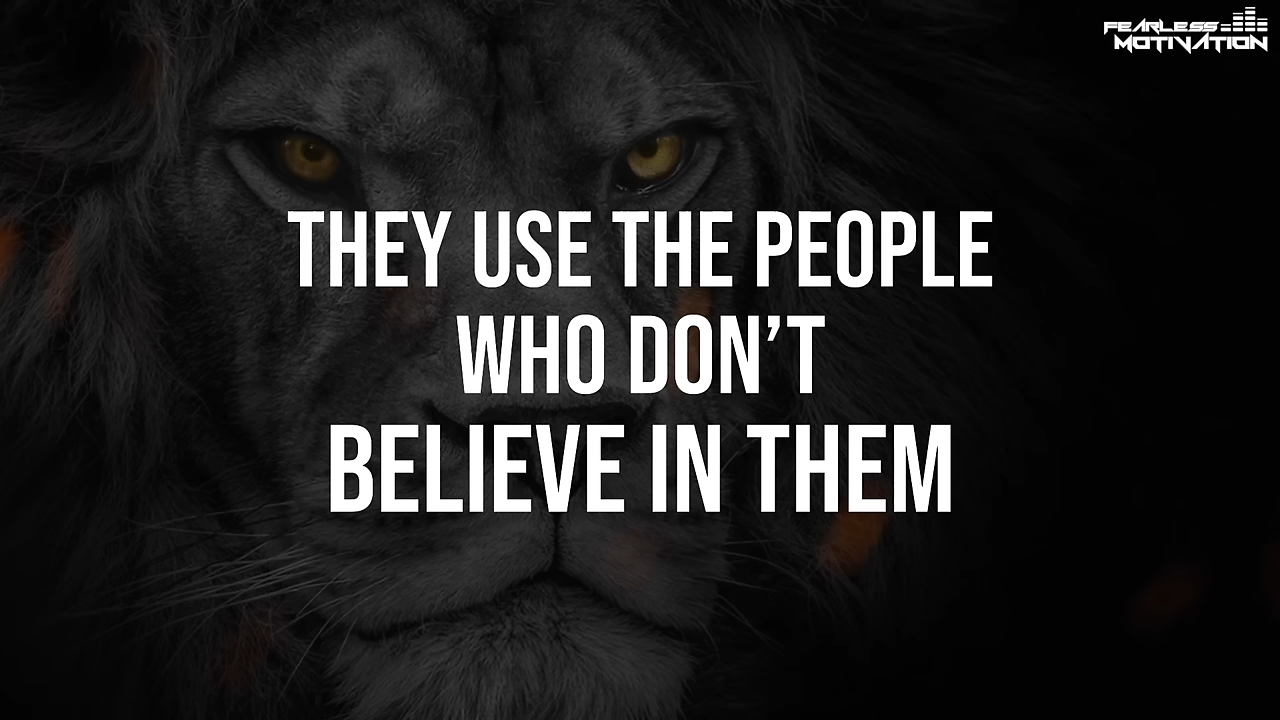 FEARLESS
MOTIVATION
THEY USE THE PEOPLE
WHO DON’T
BELIEVE IN THEM